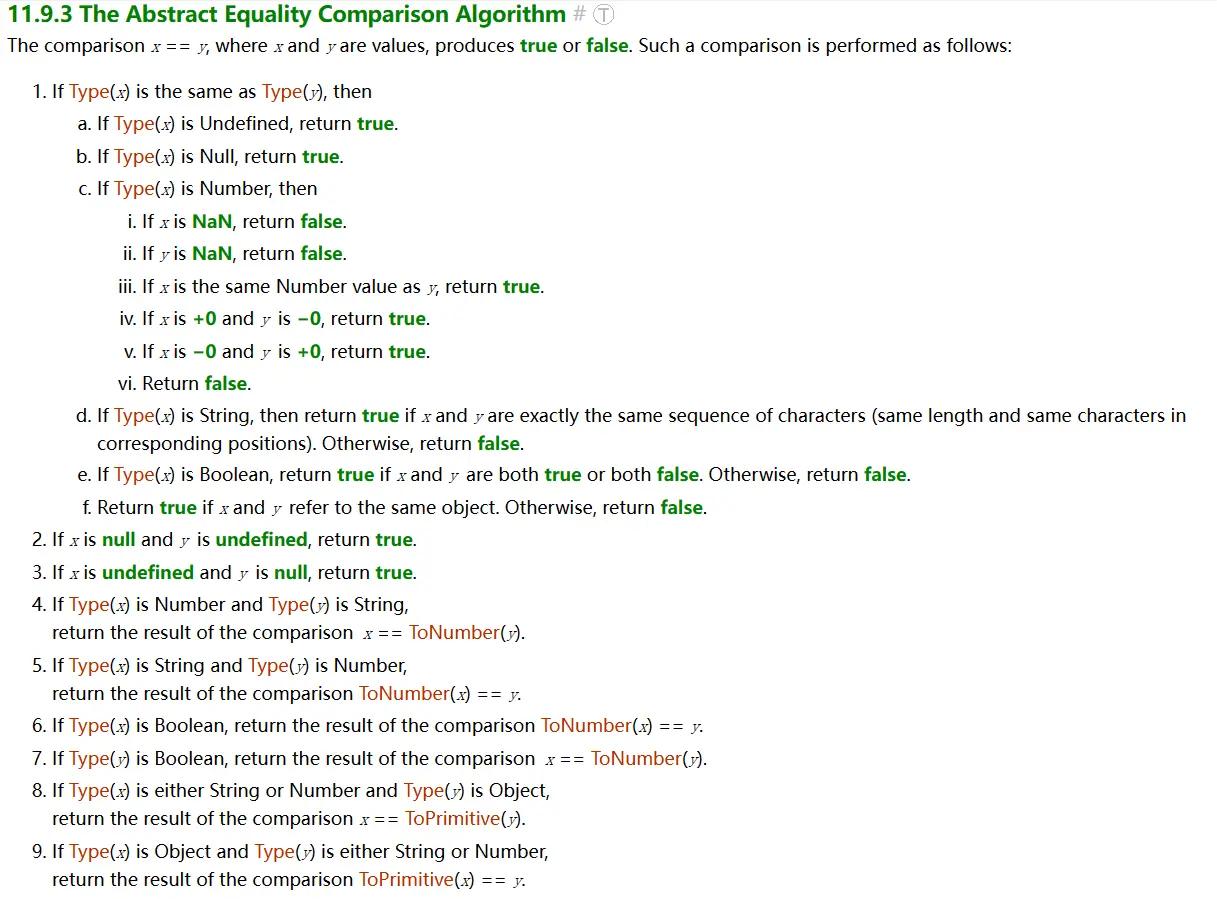 11.9.3 The Abstract Equality Comparison Algorithm # Ⓣ
The comparison x == y, where x and y are values, produces true or false. Such a comparison is performed as follows:
1. If Type(x) is the same as Type(y), then
a. If Type(x) is Undefined, return true.
b. If Type(x) is Null, return true.
c. If Type(x) is Number, then
i. If x is NaN, return false.
ii. If y is NaN, return false.
iii. If x is the same Number value as y, return true.
iv. If x is +0 and y is −0, return true.
v. If x is −0 and y is +0, return true.
vi. Return false.
d. If Type(x) is String, then return true if x and y are exactly the same sequence of characters (same length and same characters in
corresponding positions). Otherwise, return false.
e. If Type(x) is Boolean, return true if x and y are both true or both false. Otherwise, return false.
f. Return true if x and y refer to the same object. Otherwise, return false.
2. If x is null and y is undefined, return true.
3. If x is undefined and y is null, return true.
4. If Type(x) is Number and Type(y) is String,
return the result of the comparison x == ToNumber(y).
5. If Type(x) is String and Type(y) is Number,
return the result of the comparison ToNumber(x) == y.
6. If Type(x) is Boolean, return the result of the comparison ToNumber(x) == y.
7. If Type(y) is Boolean, return the result of the comparison x == ToNumber(y).
8. If Type(x) is either String or Number and Type(y) is Object,
return the result of the comparison x == ToPrimitive(y).
9. If Type(x) is Object and Type(y) is either String or Number,
return the result of the comparison ToPrimitive(x) == y.